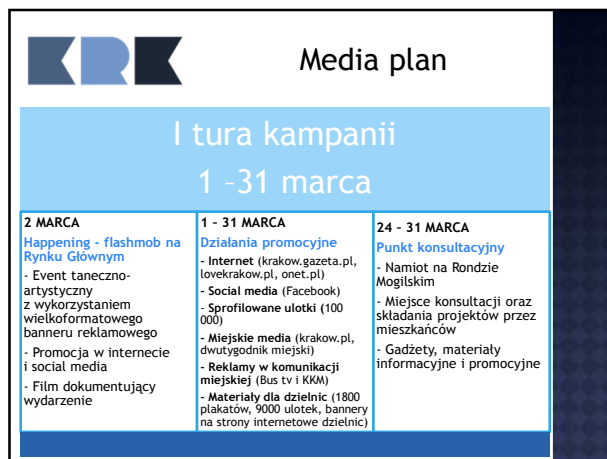 KRK
Media plan
I tura kampanii
1 –31 marca
2 MARCA
Happening - flashmob na
Rynku Głównym
- Event taneczno-
artystyczny
z wykorzystaniem
wielkoformatowego
banneru reklamowego
- Promocja w internecie
i social media
- Film dokumentujący
wydarzenie
1 – 31 MARCA
Działania promocyjne
- Internet (krakow.gazeta.pl,
lovekrakow.pl, onet.pl)
- Social media (Facebook)
- Sprofilowane ulotki (100
000)
- Miejskie media (krakow.pl,
dwutygodnik miejski)
- Reklamy w komunikacji
miejskiej (Bus tv i KKM)
- Materiały dla dzielnic (1800
plakatów, 9000 ulotek, bannery
na strony internetowe dzielnic)
24 – 31 MARCA
Punkt konsultacyjny
- Namiot na Rondzie
Mogilskim
- Miejsce konsultacji oraz
składania projektów przez
mieszkańców
- Gadżety, materiały
informacyjne i promocyjne